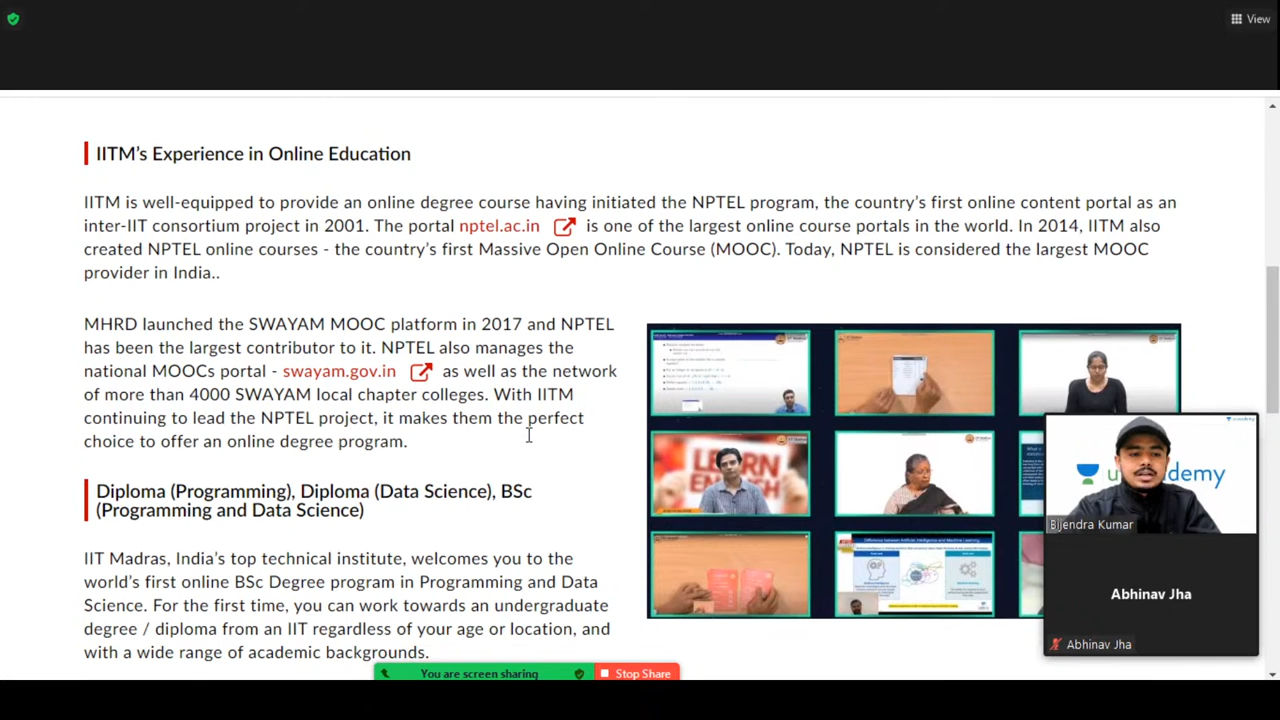 View
IITM's Experience in Online Education
IITM is well-equipped to provide an online degree course having initiated the NPTEL program, the country's first online content portal as an
inter-IIT consortium project in 2001. The portal nptel.ac.in is one of the largest online course portals in the world. In 2014, IITM also
created NPTEL online courses - the country's first Massive Open Online Course (MOOC). Today, NPTEL is considered the largest MOOC
provider in India..
MHRD launched the SWAYAM MOOC platform in 2017 and NPTEL
has been the largest contributor to it. NPTEL also manages the
national MOOCs portal - swayam.gov.in as well as the network
of more than 4000 SWAYAM local chapter colleges. With IITM
continuing to lead the NPTEL project, it makes them the perfect
choice to offer an online degree program.
Diploma (Programming), Diploma (Data Science), BSc
(Programming and Data Science)
IIT Madras, India's top technical institute, welcomes you to the
world's first online BSc Degree program in Programming and Data
Science. For the first time, you can work towards an undergraduate
degree / diploma from an IIT regardless of your age or location, and
with a wide range of academic backgrounds.
LEARN
Difference between Artificial Intelligence and Machine Learning
Bijendra Kumar
Abhinav Jha
Abhinav Jha
You are screen sharing
Stop Share